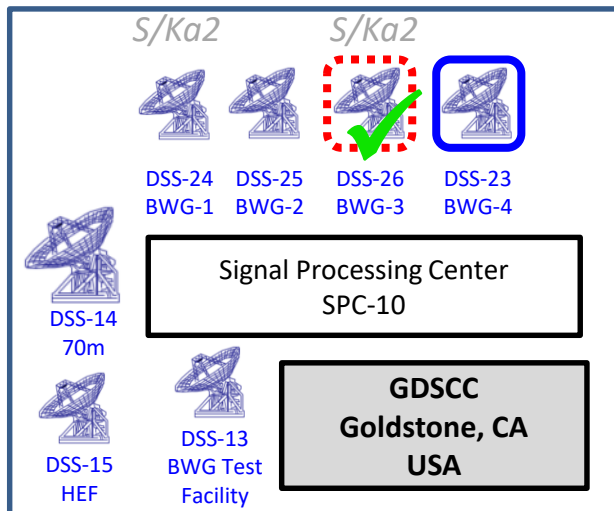 S/Ka2
S/Ka2
DSS-24
BWG-1
DSS-25
BWG-2
DSS-26
BWG-3
DSS-23
BWG-4
DSS-14
70m
Signal Processing Center
SPC-10
DSS-15
HEF
DSS-13
BWG Test
Facility
GDSCC
Goldstone, CA
USA